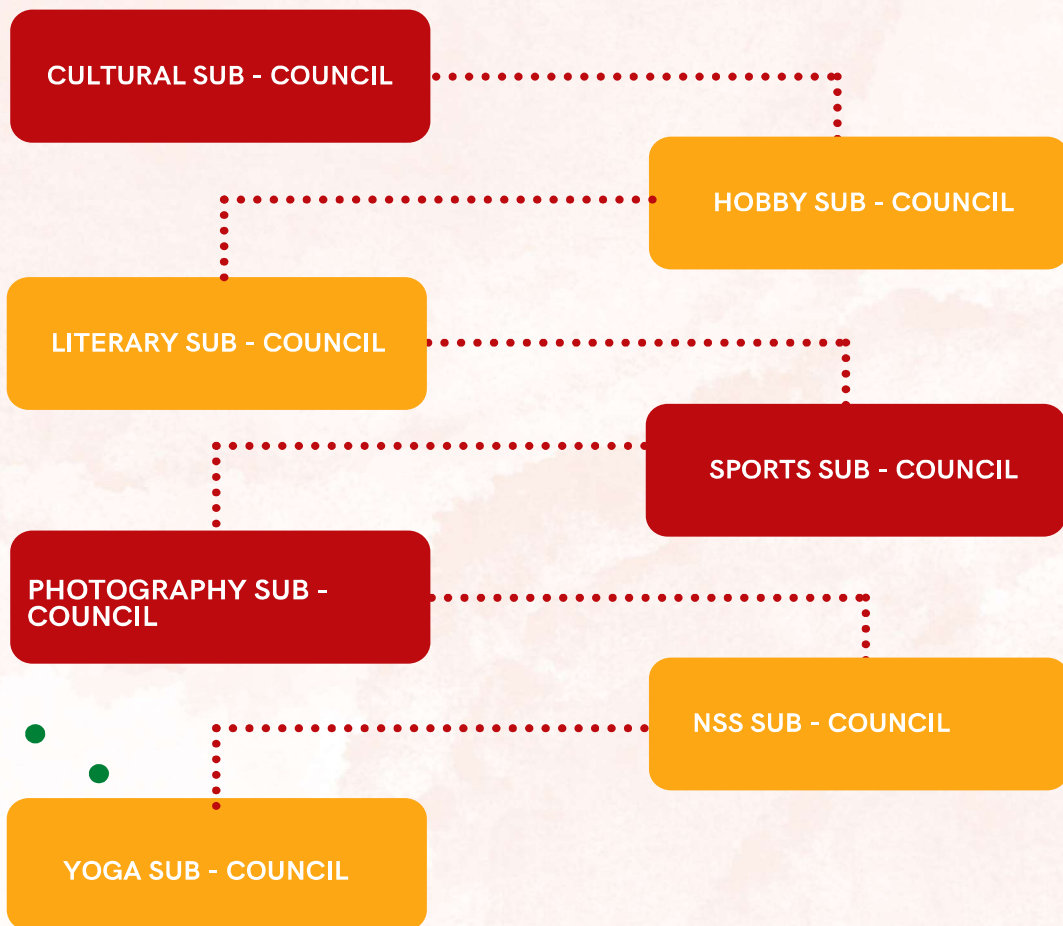 CULTURAL SUB - COUNCIL
HOBBY SUB - COUNCIL
LITERARY SUB - COUNCIL
SPORTS SUB - COUNCIL
PHOTOGRAPHY SUB -
COUNCIL
NSS SUB - COUNCIL
YOGA SUB - COUNCIL